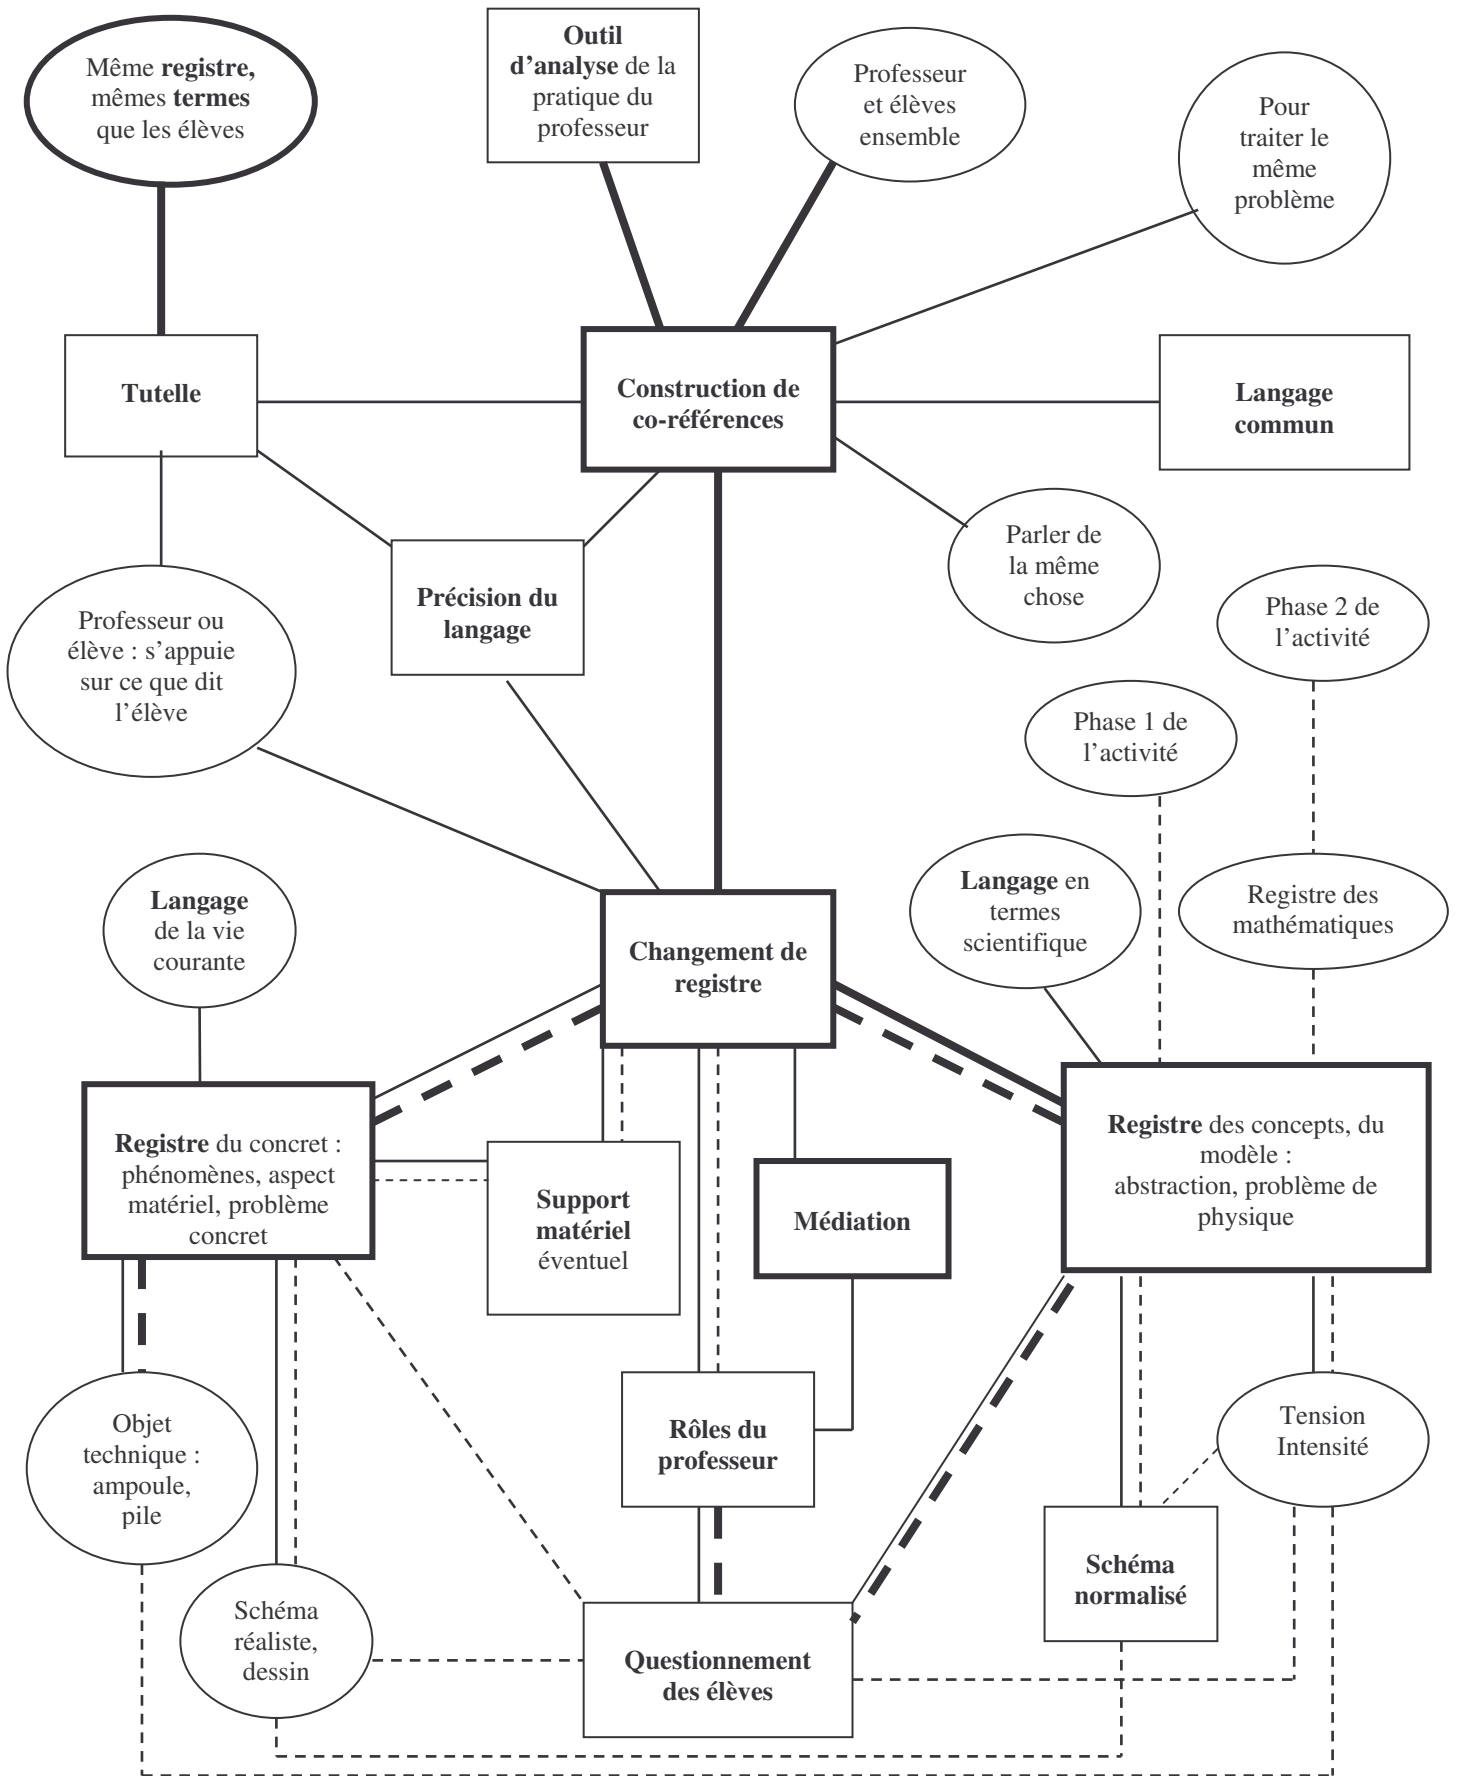 Même registre,
mêmes termes
que les élèves
Outil
d’analyse de la
pratique du
professeur
Professeur
et élèves
ensemble
Pour
traiter le
même
problème
Tutelle
Construction de
co-références
Langage
commun
Parler de
la même
chose
Précision du
langage
Professeur ou
élève : s’appuie
sur ce que dit
l’élève
Phase 2 de
l’activité
Phase 1 de
l’activité
Langage
de la vie
courante
Changement de
registre
Langage en
termes
scientifique
Registre des
mathématiques
Registre du concret :
phénomènes, aspect
matériel, problème
concret
Support
matériel
éventuel
Médiation
Registre des concepts, du
modèle :
abstraction, problème de
physique
Objet
technique :
ampoule,
pile
Rôles du
professeur
Tension
Intensité
Schéma
réaliste,
dessin
Questionnement
des élèves
Schéma
normalisé